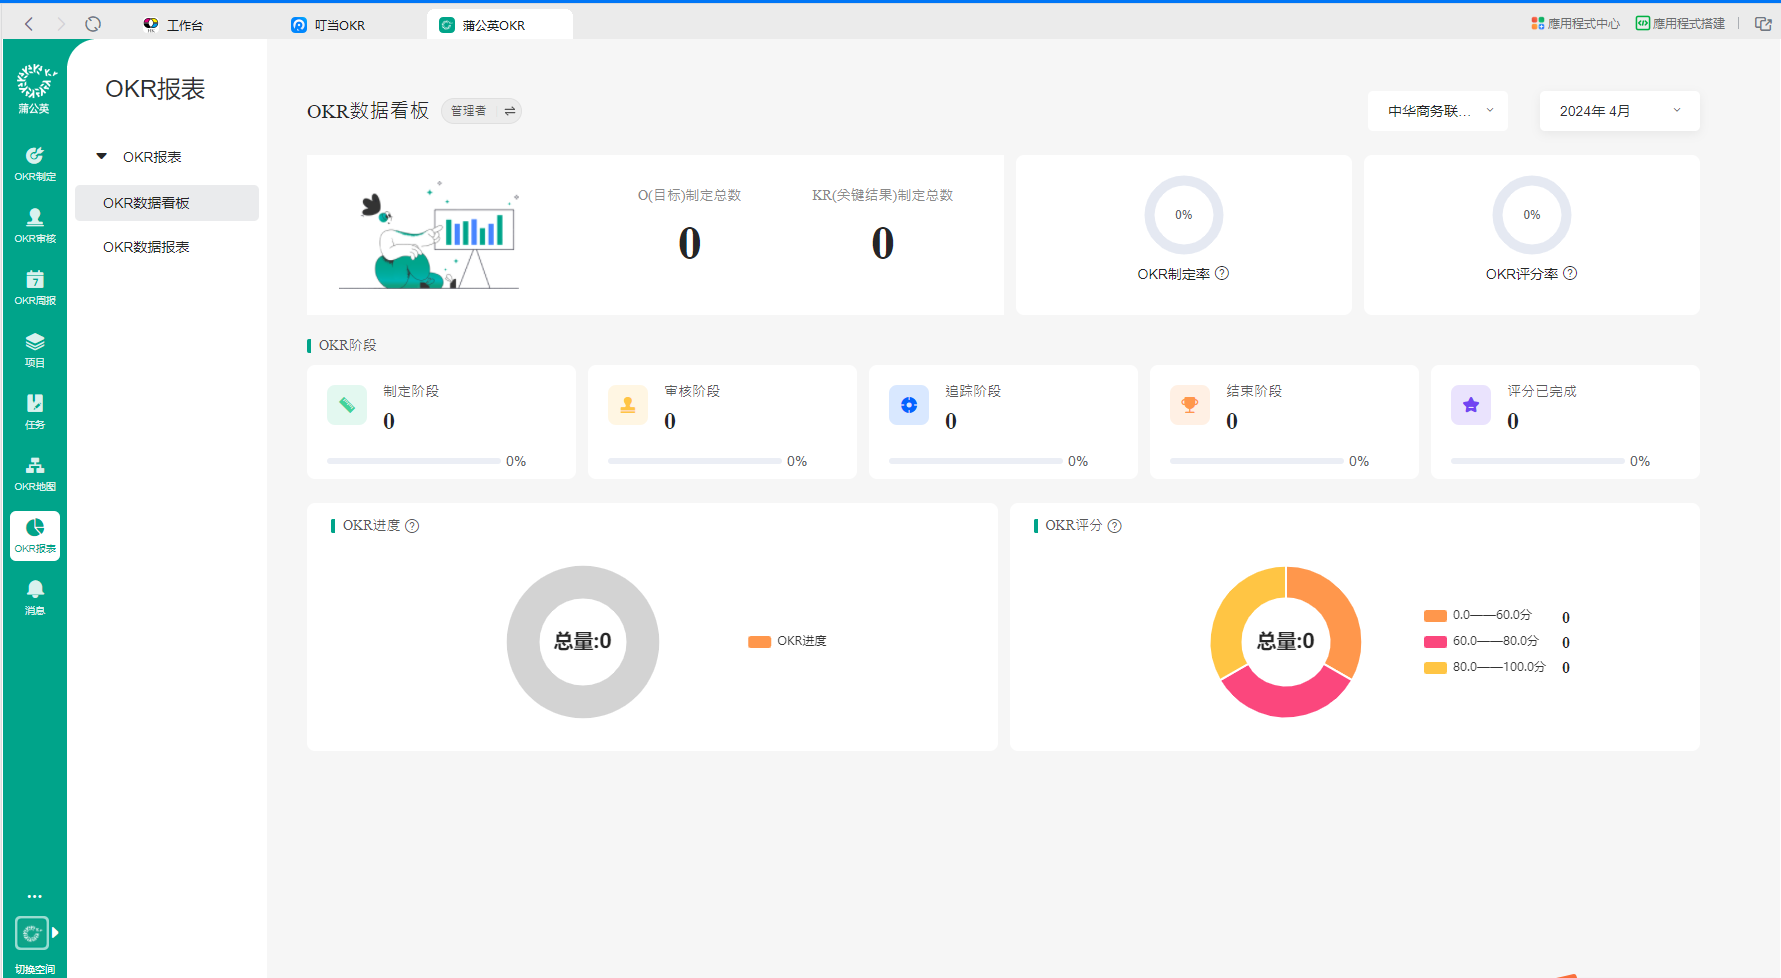 工作台
叮当OKR
蒲公英OKR
應用程式中心
應用程式搭建
蒲公英
OKR制定
OKR审核
7
OKR周报
项目
任务
OKR地图
OKR报表
消息
切换空间
OKR报表
OKR报表
OKR数据看板
OKR数据报表
OKR数据看板
管理者
中华商务联...
2024年 4月
O(目标)制定总数
0
KR(关键结果)制定总数
0
0%
OKR制定率
0%
OKR评分率
OKR阶段
制定阶段
0
0%
审核阶段
0
0%
追踪阶段
0
0%
结束阶段
0
0%
评分已完成
0
0%
OKR进度
总量:0
OKR进度
OKR评分
总量:0
0.0——60.0分 0
60.0——80.0分 0
80.0——100.0分 0